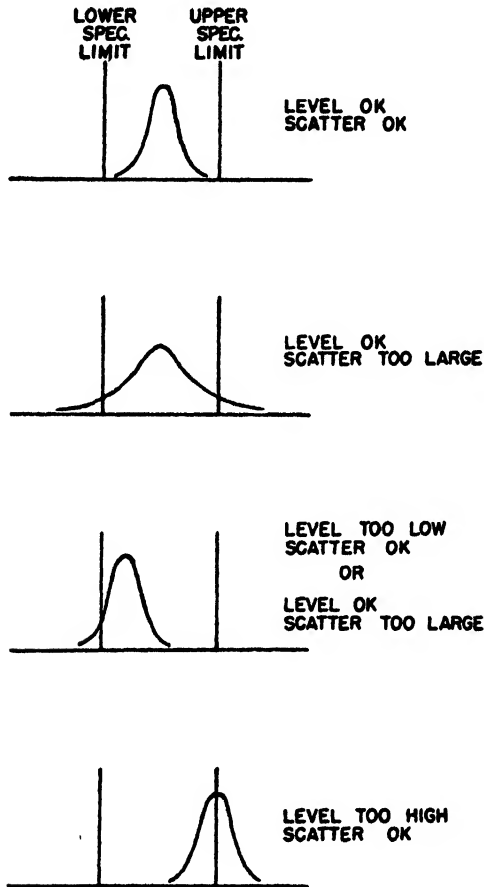 LOWER SPEC. LIMIT
UPPER SPEC. LIMIT
LEVEL OK
SCATTER OK
LEVEL OK
SCATTER TOO LARGE
LEVEL TOO LOW
SCATTER OK
OR
LEVEL OK
SCATTER TOO LARGE
LEVEL TOO HIGH
SCATTER OK